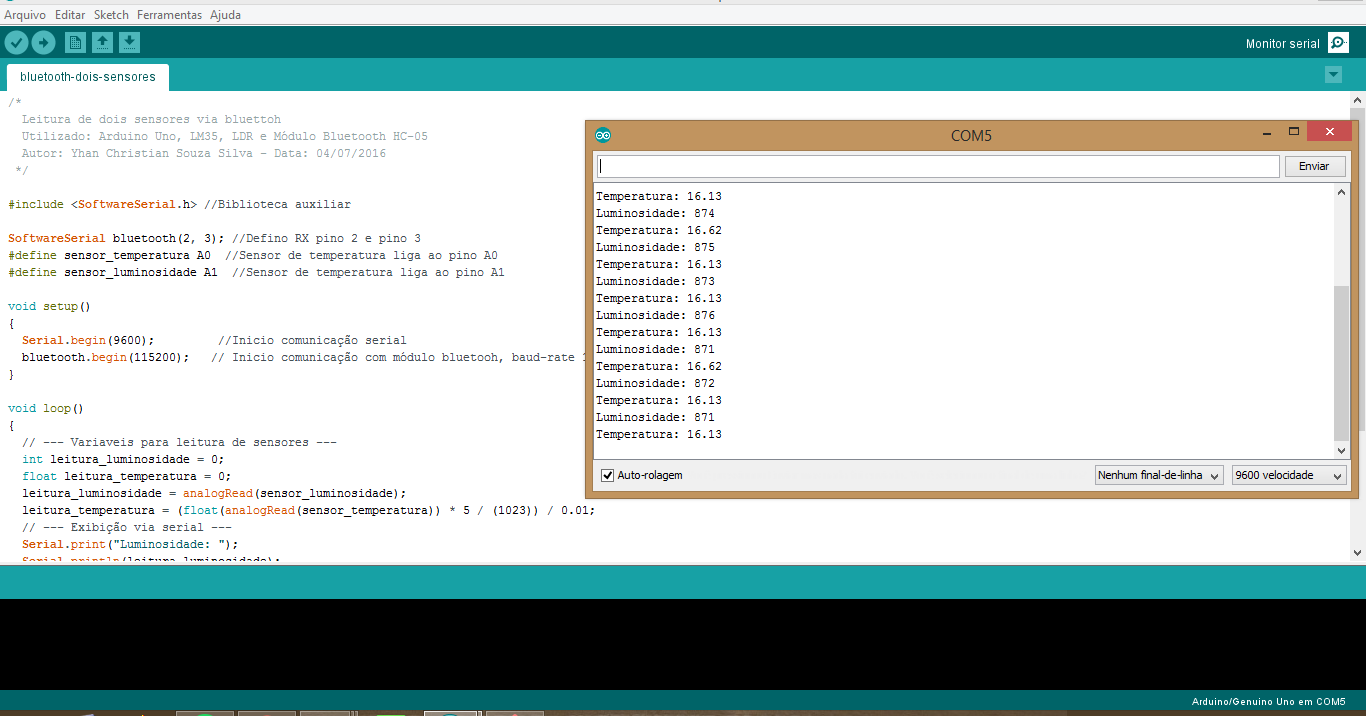 Arquivo Editar Sketch Ferramentas Ajuda
Monitor serial
bluetooth-dois-sensores
/*
Leitura de dois sensores via bluettoh
Utilizado: Arduino Uno, LM35, LDR e Módulo Bluetooth HC-05
Autor: Yhan Christian Souza Silva - Data: 04/07/2016
*/
#include <SoftwareSerial.h> //Biblioteca auxiliar
SoftwareSerial bluetooth(2, 3); //Defino RX pino 2 e pino 3
#define sensor_temperatura A0 //Sensor de temperatura liga ao pino A0
#define sensor_luminosidade A1 //Sensor de temperatura liga ao pino A1
void setup()
{
Serial.begin(9600); //Inicio comunicação serial
bluetooth.begin(115200); // Inicio comunicação com módulo bluetooh, baud-rate
}
void loop()
{
// --- Variaveis para leitura de sensores ---
int leitura_luminosidade = 0;
float leitura_temperatura = 0;
leitura_luminosidade = analogRead(sensor_luminosidade);
leitura_temperatura = (float(analogRead(sensor_temperatura)) * 5 / (1023)) / 0.01;
// --- Exibição via serial ---
Serial.print("Luminosidade: ");
Serial.println(leitura_luminosidade);
COM5
Enviar
Temperatura: 16.13
Luminosidade: 874
Temperatura: 16.62
Luminosidade: 875
Temperatura: 16.13
Luminosidade: 873
Temperatura: 16.13
Luminosidade: 876
Temperatura: 16.13
Luminosidade: 871
Temperatura: 16.62
Luminosidade: 872
Temperatura: 16.13
Luminosidade: 871
Temperatura: 16.13
Auto-rolagem
Nenhum final-de-linha
9600 velocidade
Arduino/Genuino Uno em COM5